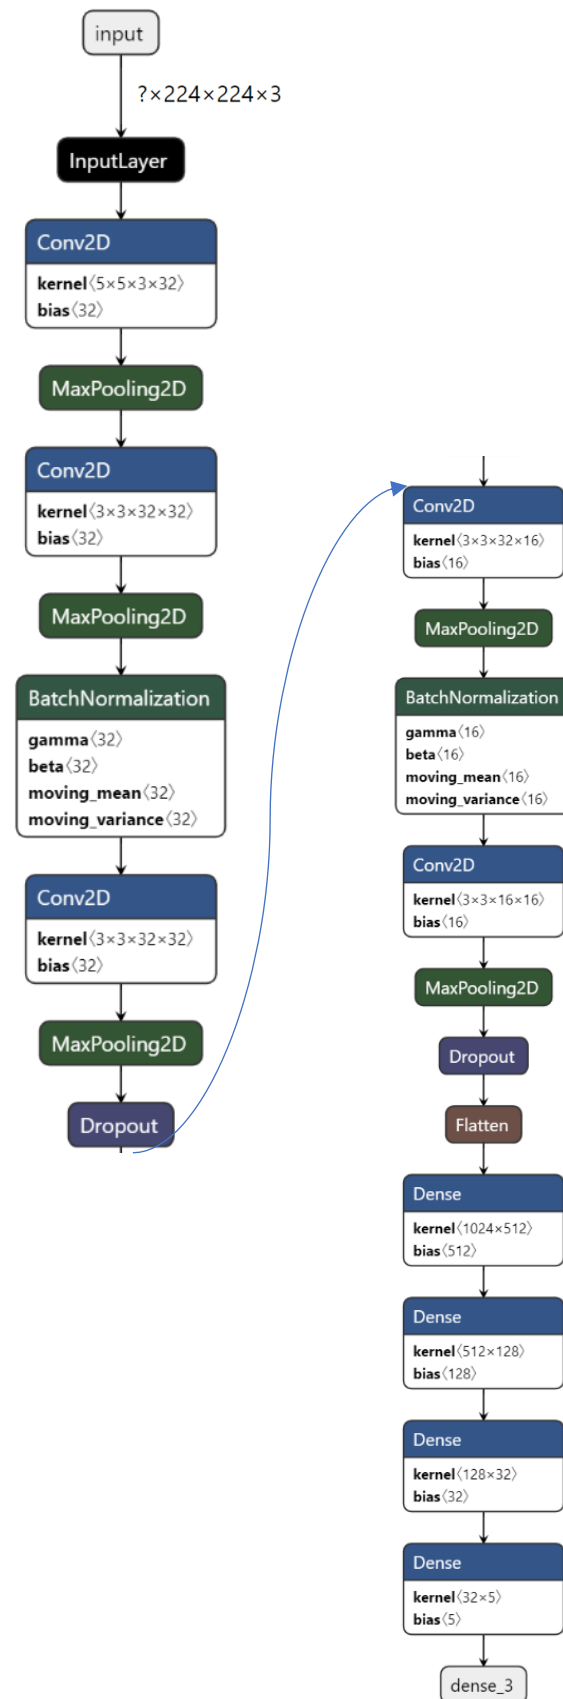 input
?×224×224×3
InputLayer
Conv2D
kernel〈5×5×3×32〉
bias〈32〉
MaxPooling2D
Conv2D
kernel〈3×3×32×32〉
bias〈32〉
MaxPooling2D
BatchNormalization
gamma〈32〉
beta〈32〉
moving_mean〈32〉
moving_variance〈32〉
Conv2D
kernel〈3×3×32×32〉
bias〈32〉
MaxPooling2D
Dropout
Conv2D
kernel〈3×3×32×16〉
bias〈16〉
MaxPooling2D
BatchNormalization
gamma〈16〉
beta〈16〉
moving_mean〈16〉
moving_variance〈16〉
Conv2D
kernel〈3×3×16×16〉
bias〈16〉
MaxPooling2D
Dropout
Flatten
Dense
kernel〈1024×512〉
bias〈512〉
Dense
kernel〈512×128〉
bias〈128〉
Dense
kernel〈128×32〉
bias〈32〉
Dense
kernel〈32×5〉
bias〈5〉
dense_3